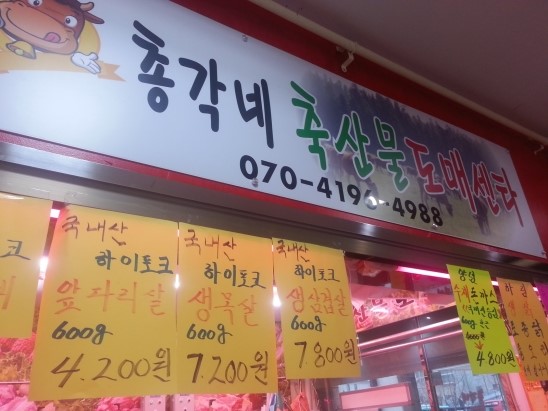 총각네 축산물도매센타
070-4196-4988
국내산
하이포크
앞다리살
600g
4.200원
국내산
하이포크
생목살
600g
7.200원
국내산
하이포크
생삼겹살
600g
7800원
600g
4800원